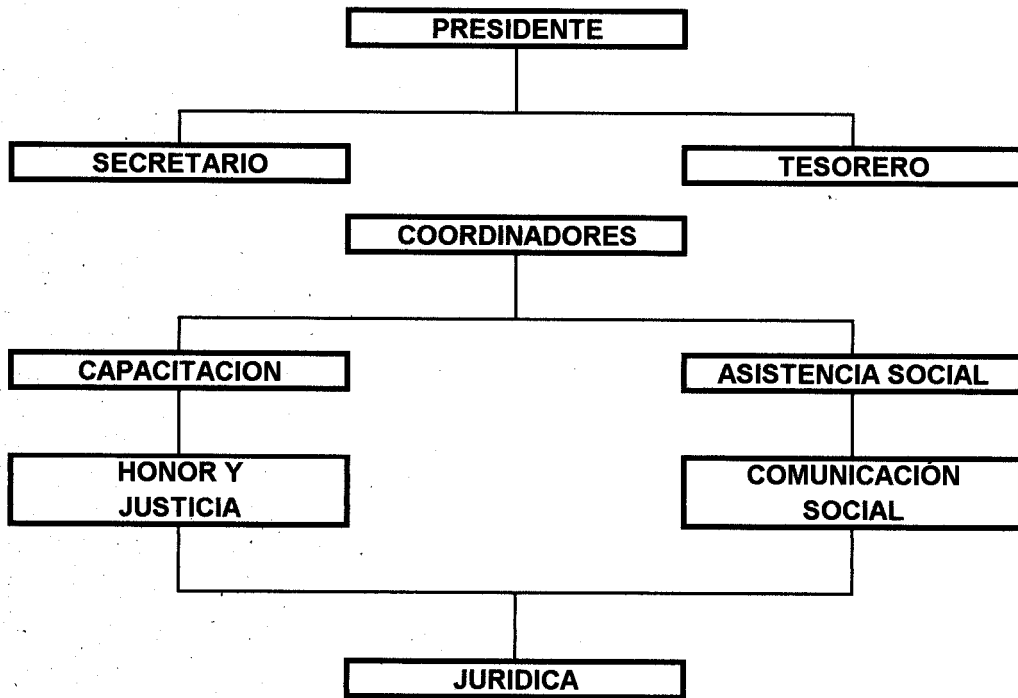 PRESIDENTE
SECRETARIO
TESORERO
COORDINADORES
CAPACITACION
ASISTENCIA SOCIAL
HONOR Y
JUSTICIA
COMUNICACIÓN
SOCIAL
JURIDICA